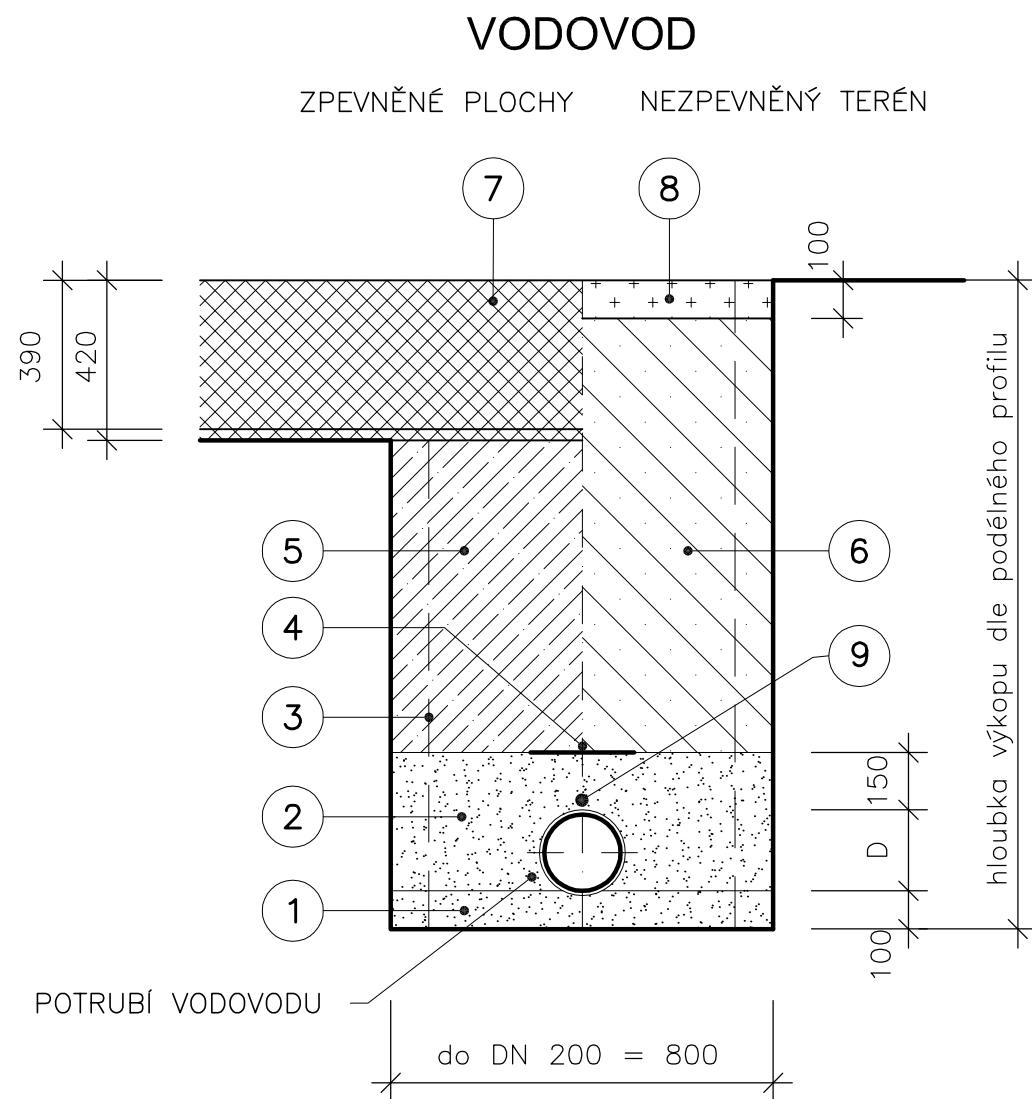 VODOVOD
ZPEVNĚNÉ PLOCHY
NEZPEVNĚNÝ TERÉN
7
8
100
390
420
hloubka výkopu dle podélného profilu
5
6
4
9
3
150
2
D
1
100
POTRUBÍ VODOVODU
do DN 200 = 800